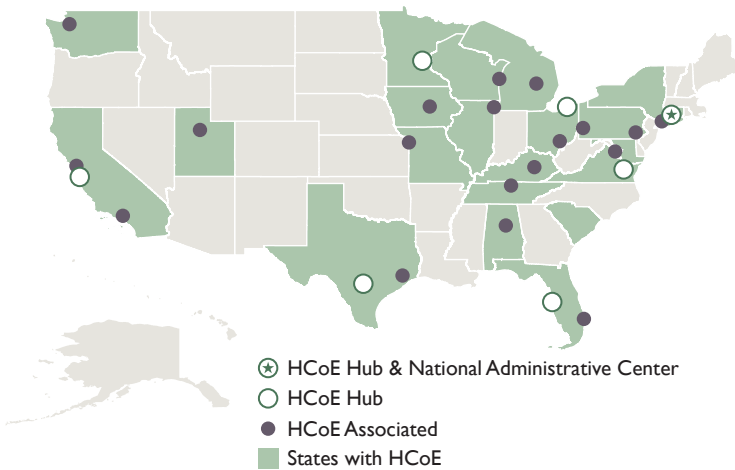 HCoE Hub & National Administrative Center
HCoE Hub
HCoE Associated
States with HCoE